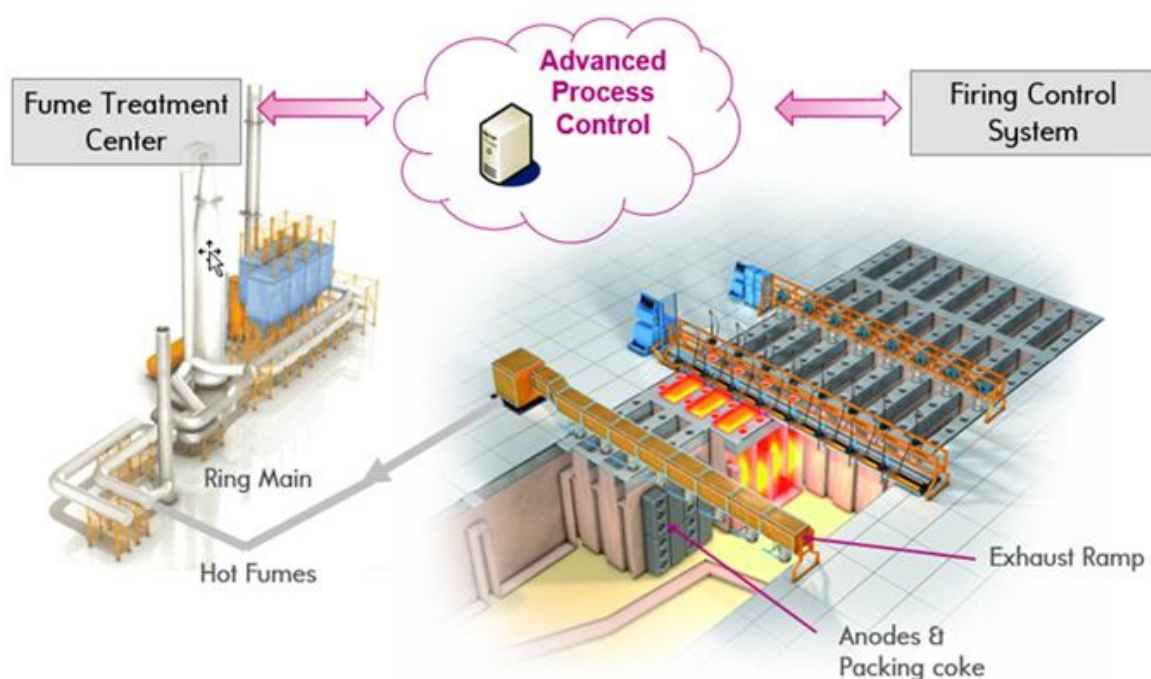 Fume Treatment
Center
Advanced
Process
Control
Firing Control
System
Ring Main
Hot Fumes
Exhaust Ramp
Anodes &
Packing coke